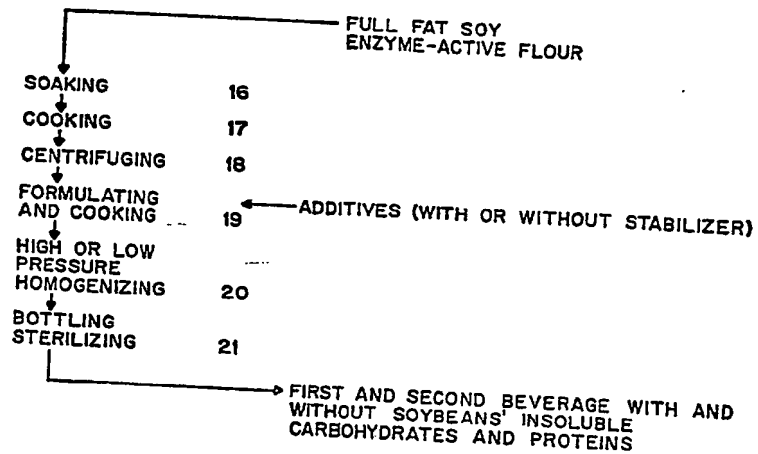 FULL FAT SOY
ENZYME-ACTIVE FLOUR
SOAKING 16
COOKING 17
CENTRIFUGING 18
FORMULATING
AND COOKING 19
ADDITIVES (WITH OR WITHOUT STABILIZER)
HIGH OR LOW
PRESSURE
HOMOGENIZING 20
BOTTLING
STERILIZING 21
FIRST AND SECOND BEVERAGE WITH AND
WITHOUT SOYBEANS' INSOLUBLE
CARBOHYDRATES AND PROTEINS